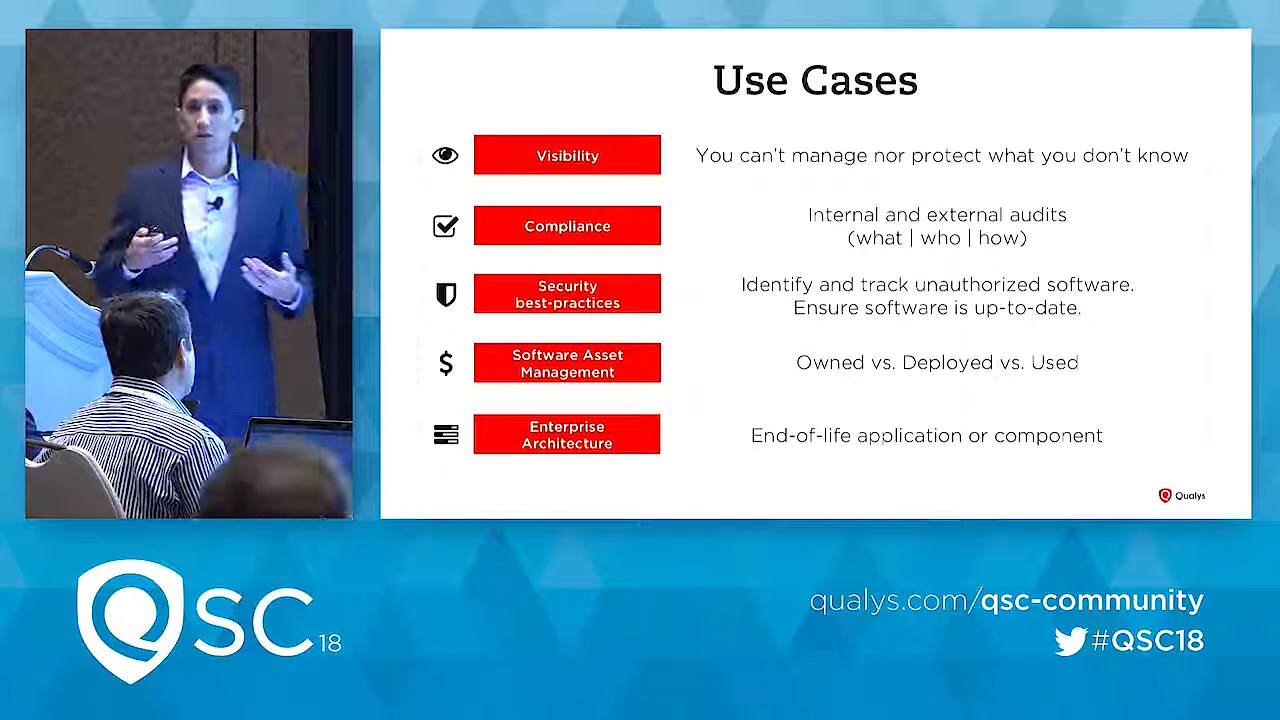 Use Cases
Visibility
You can't manage nor protect what you don't know
Compliance
Internal and external audits
(what | who | how)
Security
best-practices
Identify and track unauthorized software.
Ensure software is up-to-date.
Software Asset
Management
Owned vs. Deployed vs. Used
Enterprise
Architecture
End-of-life application or component
Qualys
QSC18
qualys.com/qsc-community
#QSC18